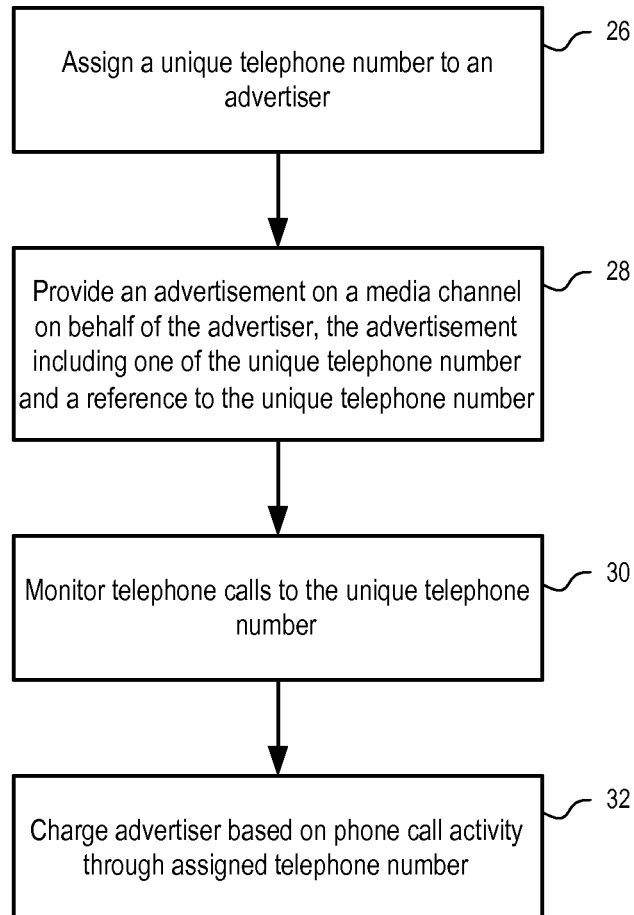 Assign a unique telephone number to an
advertiser
26
Provide an advertisement on a media channel
on behalf of the advertiser, the advertisement
including one of the unique telephone number
and a reference to the unique telephone number
28
Monitor telephone calls to the unique telephone
number
30
Charge advertiser based on phone call activity
through assigned telephone number
32